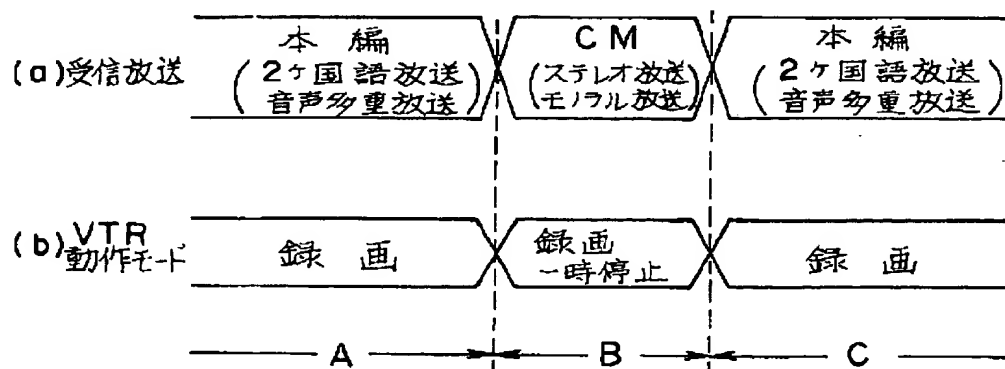 (a)受信放送
本編
(2ケ国語放送
音声多重放送)
CM
(ステレオ放送
モノラル放送)
本編
(2ケ国語放送
音声多重放送)
(b)VTR
動作モード
録画
録画
一時停止
録画
A
B
C